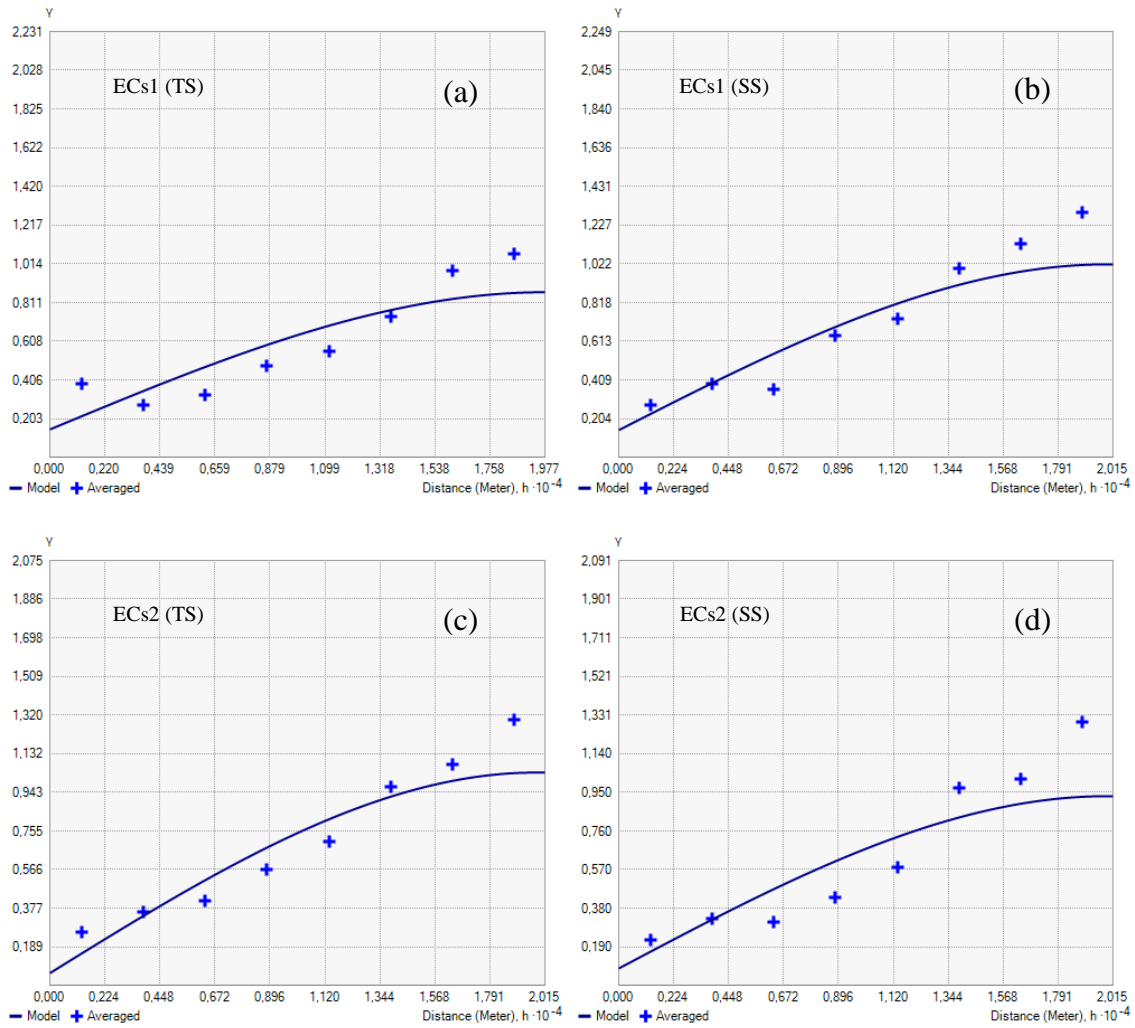 γ
2,231
2,028
1,825
1,622
1,420
1,217
1,014
0,811
0,608
0,406
0,203
ECs1 (TS)
(a)
0,000 0,220 0,439 0,659 0,879 1,099 1,318 1,538 1,758 1,977
Model Averaged Distance (Meter), h ·10⁻⁴
γ
2,249
2,045
1,840
1,636
1,431
1,227
1,022
0,818
0,613
0,409
0,204
ECs1 (SS)
(b)
0,000 0,224 0,448 0,672 0,896 1,120 1,344 1,568 1,791 2,015
Model Averaged Distance (Meter), h ·10⁻⁴
γ
2,075
1,886
1,698
1,509
1,320
1,132
0,943
0,755
0,566
0,377
0,189
ECs2 (TS)
(c)
0,000 0,224 0,448 0,672 0,896 1,120 1,344 1,568 1,791 2,015
Model Averaged Distance (Meter), h ·10⁻⁴
γ
2,091
1,901
1,711
1,521
1,331
1,140
0,950
0,760
0,570
0,380
0,190
ECs2 (SS)
(d)
0,000 0,224 0,448 0,672 0,896 1,120 1,344 1,568 1,791 2,015
Model Averaged Distance (Meter), h ·10⁻⁴